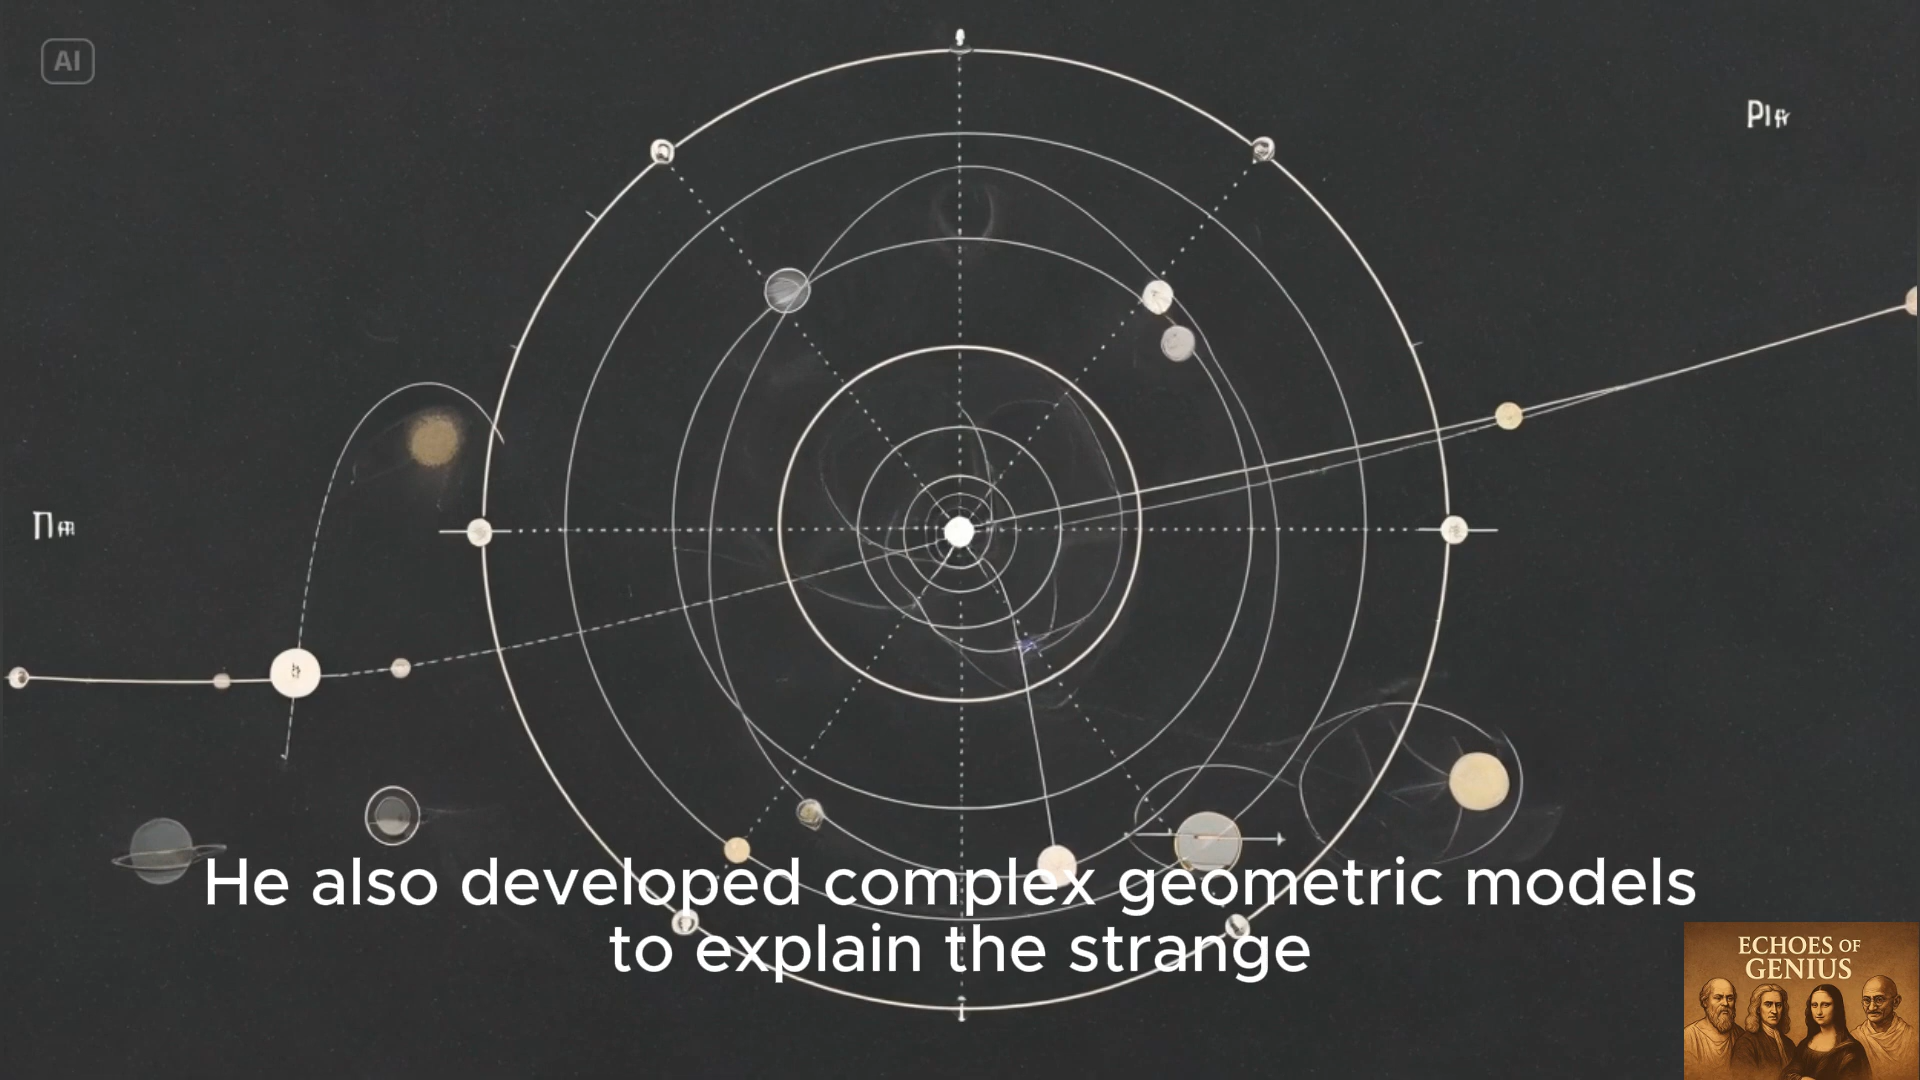 AI
He also developed complex geometric models
to explain the strange
ECHOES OF
GENIUS